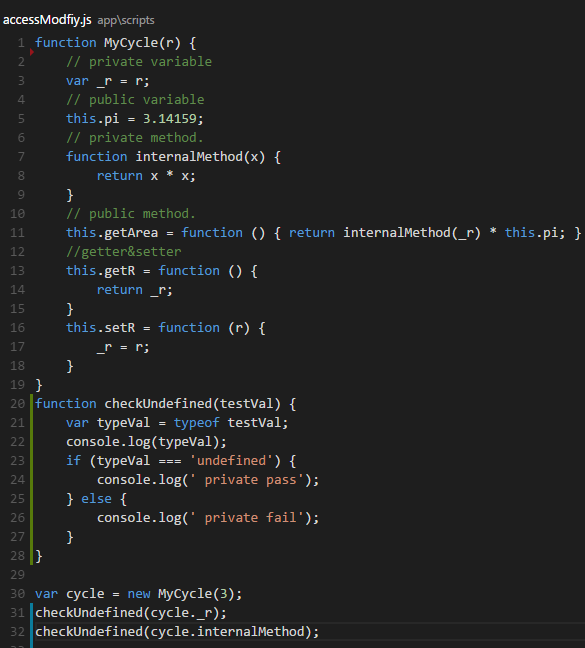 accessModfiy.js app\scripts
1 function MyCycle(r) {
2     // private variable
3     var _r = r;
4     // public variable
5     this.pi = 3.14159;
6     // private method.
7     function internalMethod(x) {
8         return x * x;
9     }
10     // public method.
11     this.getArea = function () { return internalMethod(_r) * this.pi; }
12     //getter&setter
13     this.getR = function () {
14         return _r;
15     }
16     this.setR = function (r) {
17         _r = r;
18     }
19 }
20 function checkUndefined(testVal) {
21     var typeVal = typeof testVal;
22     console.log(typeVal);
23     if (typeVal === 'undefined') {
24         console.log(' private pass');
25     } else {
26         console.log(' private fail');
27     }
28 }
29
30 var cycle = new MyCycle(3);
31 checkUndefined(cycle._r);
32 checkUndefined(cycle.internalMethod);